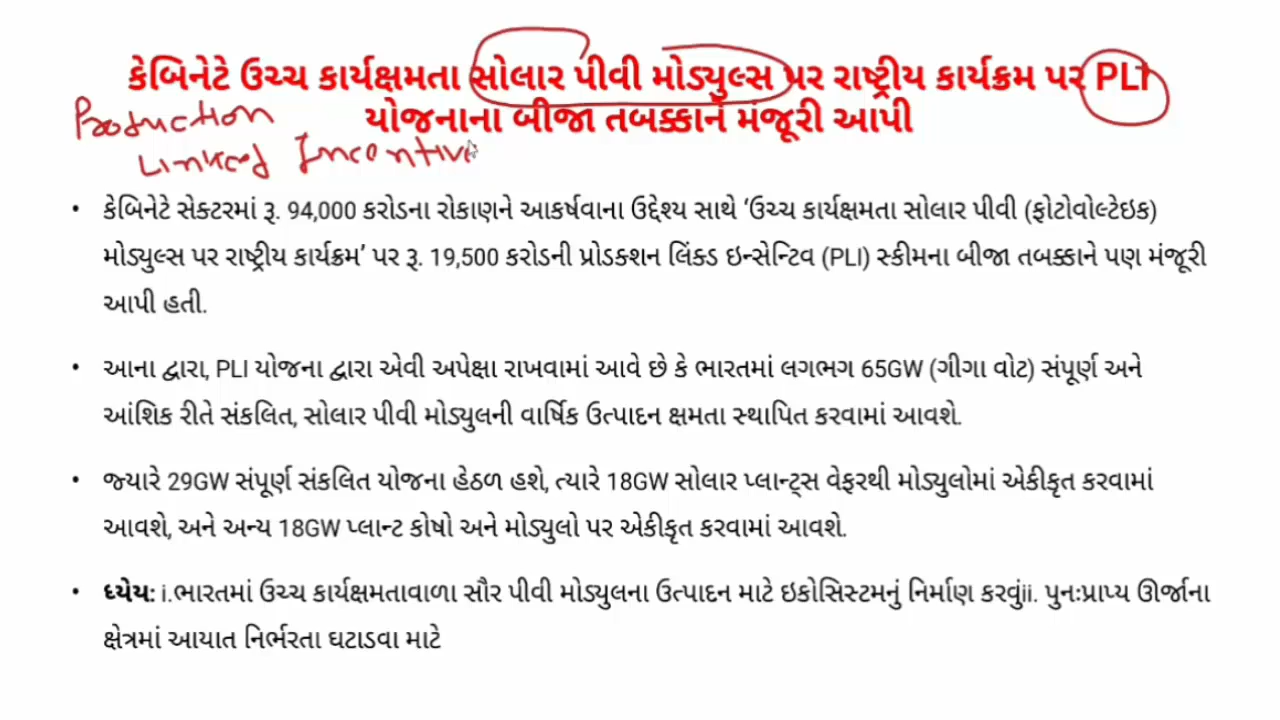 કેબિનેટે ઉચ્ચ કાર્યક્ષમતા સોલાર પીવી મોડ્યુલ્સ પર રાષ્ટ્રીય કાર્યક્રમ પર PLI
યોજનાના બીજા તબક્કાને મંજૂરી આપી
Production
Linked Incentive
• કેબિનેટે સેક્ટરમાં રૂ. 94,000 કરોડના રોકાણને આકર્ષવાના ઉદ્દેશ્ય સાથે ‘ઉચ્ચ કાર્યક્ષમતા સોલાર પીવી (ફોટોવોલ્ટેઇક)
મોડ્યુલ્સ પર રાષ્ટ્રીય કાર્યક્રમ’ પર રૂ. 19,500 કરોડની પ્રોડક્શન લિંક્ડ ઇન્સેન્ટિવ (PLI) સ્કીમના બીજા તબક્કાને પણ મંજૂરી
આપી હતી.
• આના દ્વારા, PLI યોજના દ્વારા એવી અપેક્ષા રાખવામાં આવે છે કે ભારતમાં લગભગ 65GW (ગીગા વોટ) સંપૂર્ણ અને
આંશિક રીતે સંકલિત, સોલાર પીવી મોડ્યુલની વાર્ષિક ઉત્પાદન ક્ષમતા સ્થાપિત કરવામાં આવશે.
• જ્યારે 29GW સંપૂર્ણ સંકલિત યોજના હેઠળ હશે, ત્યારે 18GW સોલાર પ્લાન્ટ્સ વેફરથી મોડ્યુલોમાં એકીકૃત કરવામાં
આવશે, અને અન્ય 18GW પ્લાન્ટ કોષો અને મોડ્યુલો પર એકીકૃત કરવામાં આવશે.
• ધ્યેય: i.ભારતમાં ઉચ્ચ કાર્યક્ષમતાવાળા સૌર પીવી મોડ્યુલના ઉત્પાદન માટે ઇકોસિસ્ટમનું નિર્માણ કરવુંii. પુનઃપ્રાપ્ય ઊર્જાના
ક્ષેત્રમાં આયાત નિર્ભરતા ઘટાડવા માટે